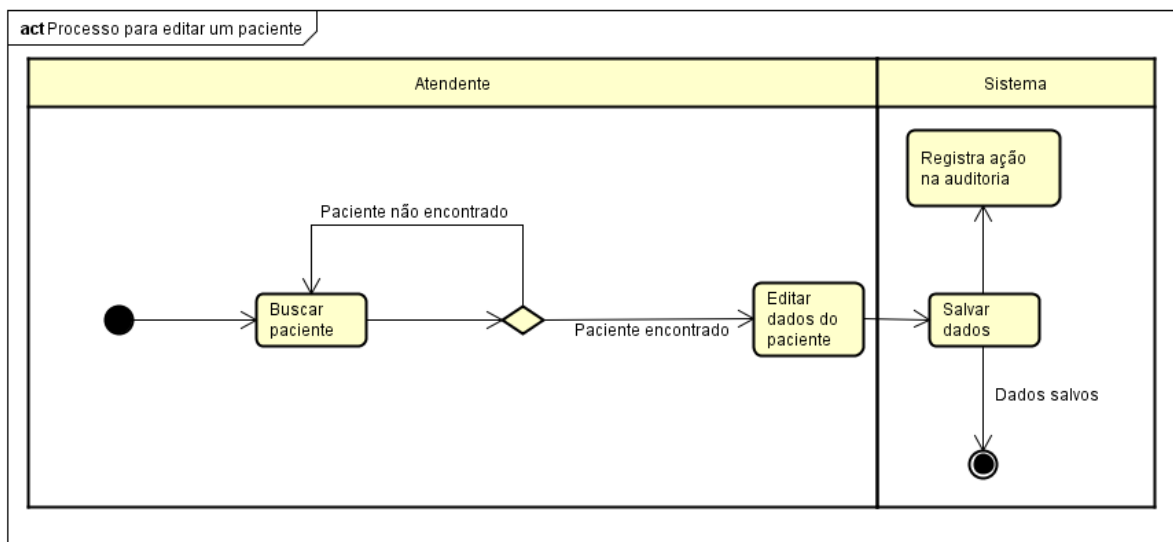 act Processo para editar um paciente
Atendente
Sistema
Registra ação
na auditoria
Paciente não encontrado
Buscar
paciente
Paciente encontrado
Editar
dados do
paciente
Salvar
dados
Dados salvos